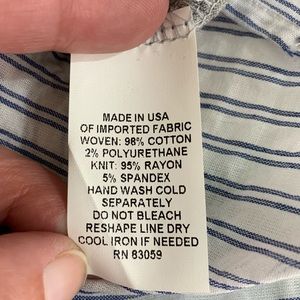 MADE IN USA
OF IMPORTED FABRIC
WOVEN: 98% COTTON
2% POLYURETHANE
KNIT: 95% RAYON
5% SPANDEX
HAND WASH COLD
SEPARATELY
DO NOT BLEACH
RESHAPE LINE DRY
COOL IRON IF NEEDED
RN 83059